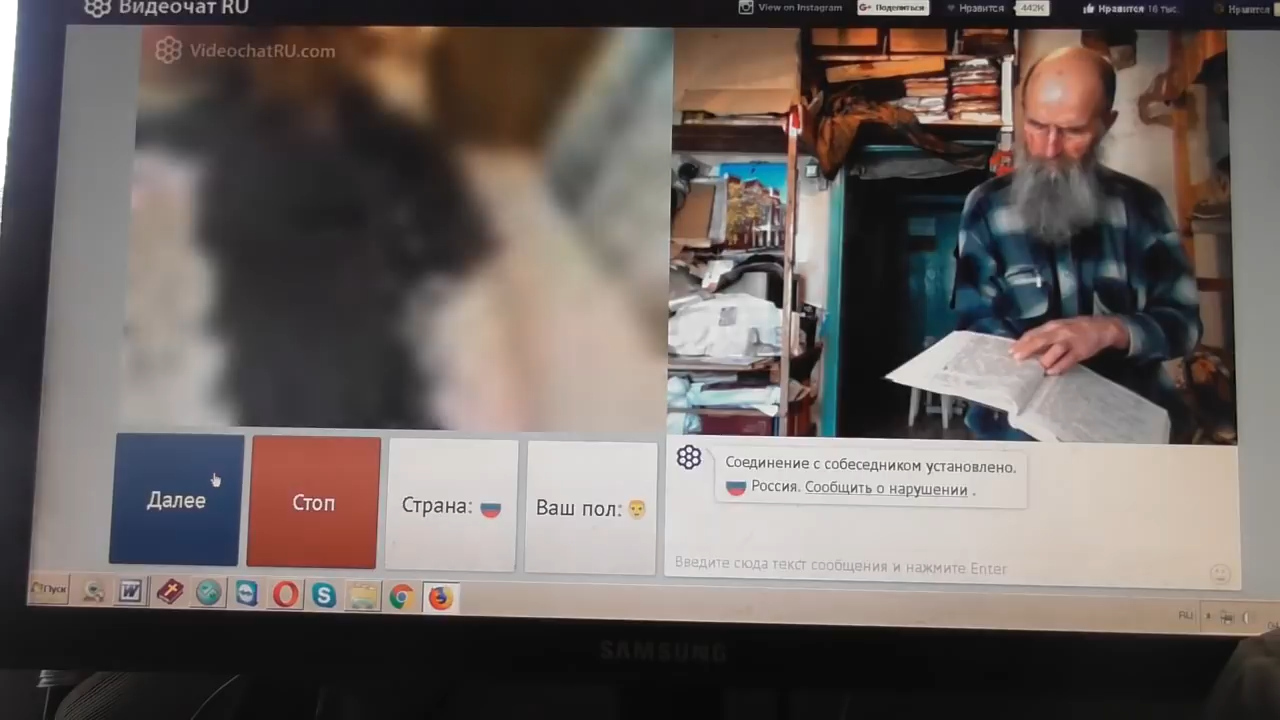 Видеочат RU
View on Instagram
Поделиться
Нравится
442K
Нравится 16 тыс.
Нравится
VideochatRU.com
Соединение с собеседником установлено.
Россия. Сообщить о нарушении .
Далее
Стоп
Страна:
Ваш пол:
Введите сюда текст сообщения и нажмите Enter
Пуск
RU
SAMSUNG